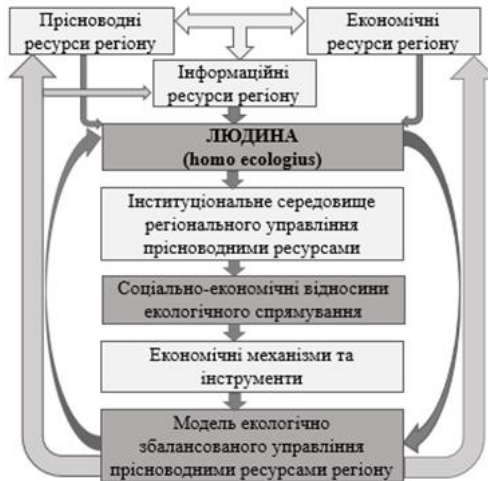 Прісноводні
ресурси регіону
Економічні
ресурси регіону
Інформаційні
ресурси регіону
ЛЮДИНА
(homo ecologius)
Інституціональне середовище
регіонального управління
прісноводними ресурсами
Соціально-економічні відносини
екологічного спрямування
Економічні механізми та
інструменти
Модель екологічно
збалансованого управління
прісноводними ресурсами регіону